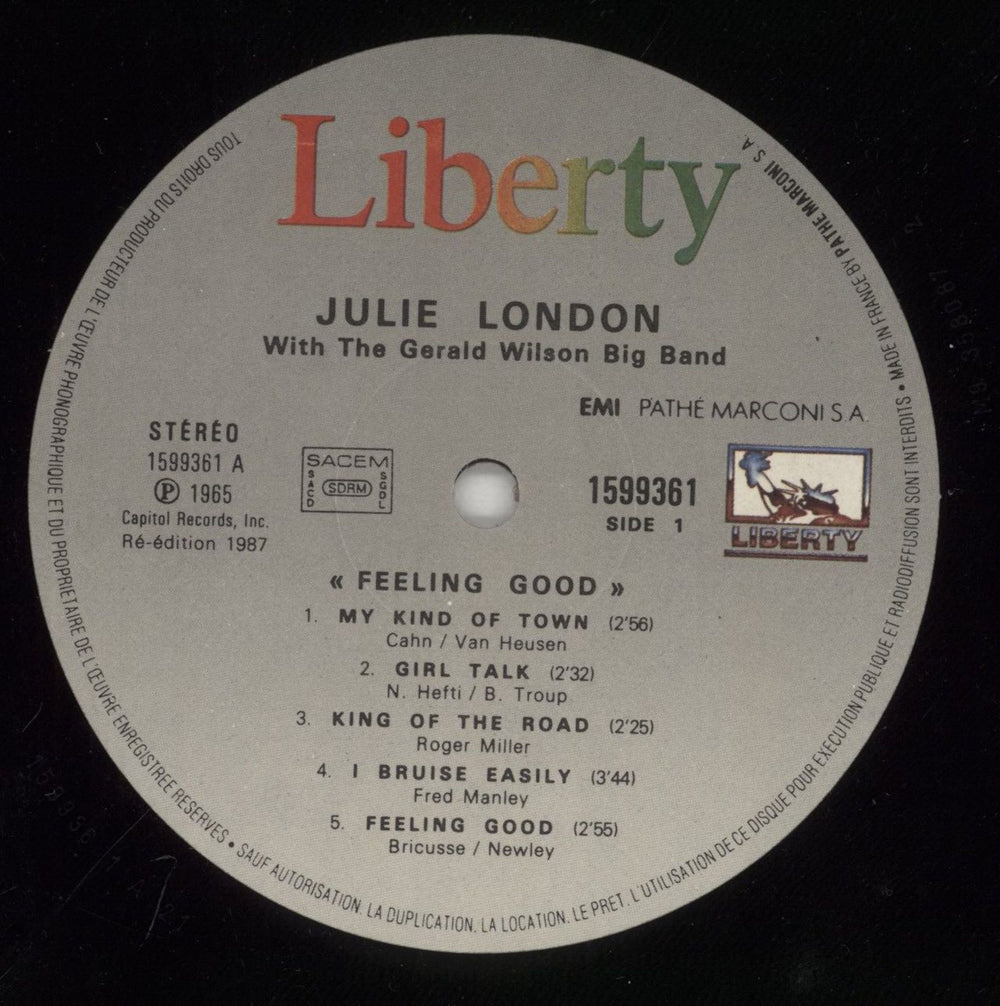 Liberty
JULIE LONDON
With The Gerald Wilson Big Band
EMI PATHÉ MARCONI S.A.
STÉRÉO
1599361 A
Ⓟ 1965
Capitol Records, Inc.
Ré-édition 1987
SACEM
SACD
SDRM
SGDL
1599361
SIDE 1
LIBERTY
« FEELING GOOD »
1. MY KIND OF TOWN (2'56)
Cahn / Van Heusen
2. GIRL TALK (2'32)
N. Hefti / B. Troup
3. KING OF THE ROAD (2'25)
Roger Miller
4. I BRUISE EASILY (3'44)
Fred Manley
5. FEELING GOOD (2'55)
Bricusse / Newley
TOUS DROITS DU PRODUCTEUR DE L'ŒUVRE PHONOGRAPHIQUE ET DU PROPRIETAIRE DE L'ŒUVRE ENREGISTREE RESERVES • SAUF AUTORISATION, LA DUPLICATION, LA LOCATION, LE PRET, L'UTILISATION DE CE DISQUE POUR EXECUTION PUBLIQUE ET RADIODIFFUSION SONT INTERDITS • MADE IN FRANCE BY PATHE MARCONI S A